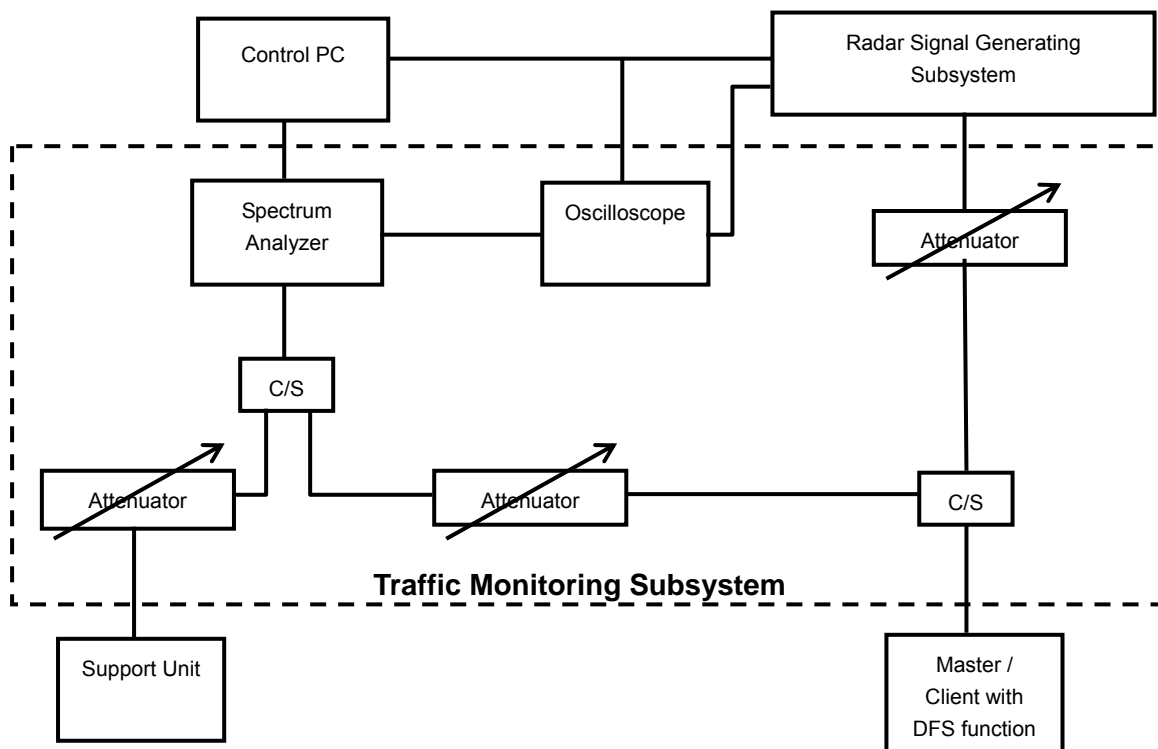 Control PC
Radar Signal Generating
Subsystem
Spectrum
Analyzer
Oscilloscope
Attenuator
C/S
Attenuator
Attenuator
C/S
Traffic Monitoring Subsystem
Support Unit
Master /
Client with
DFS function